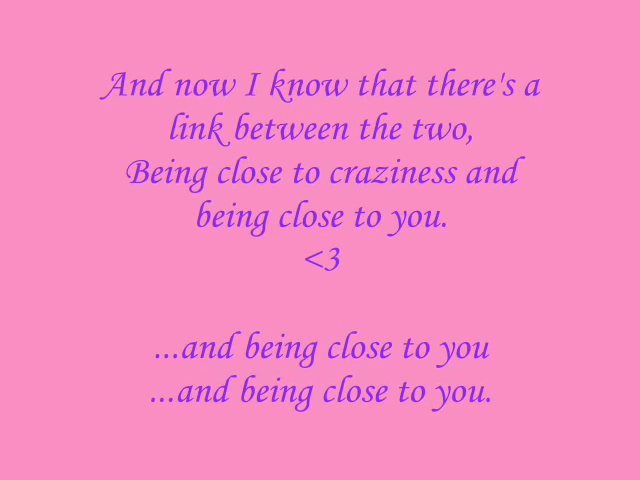 And now I know that there's a
link between the two,
Being close to craziness and
being close to you.
<3
...and being close to you
...and being close to you.